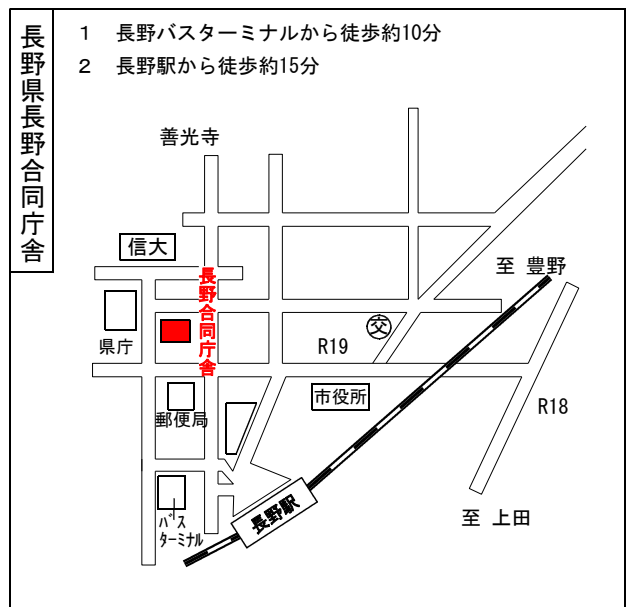 長野県長野合同庁舎
1 長野バスターミナルから徒歩約10分
2 長野駅から徒歩約15分
善光寺
信大
長野合同庁舎
至 豊野
県庁
交
R19
市役所
郵便局
R18
バス
ターミナル
長野駅
至 上田